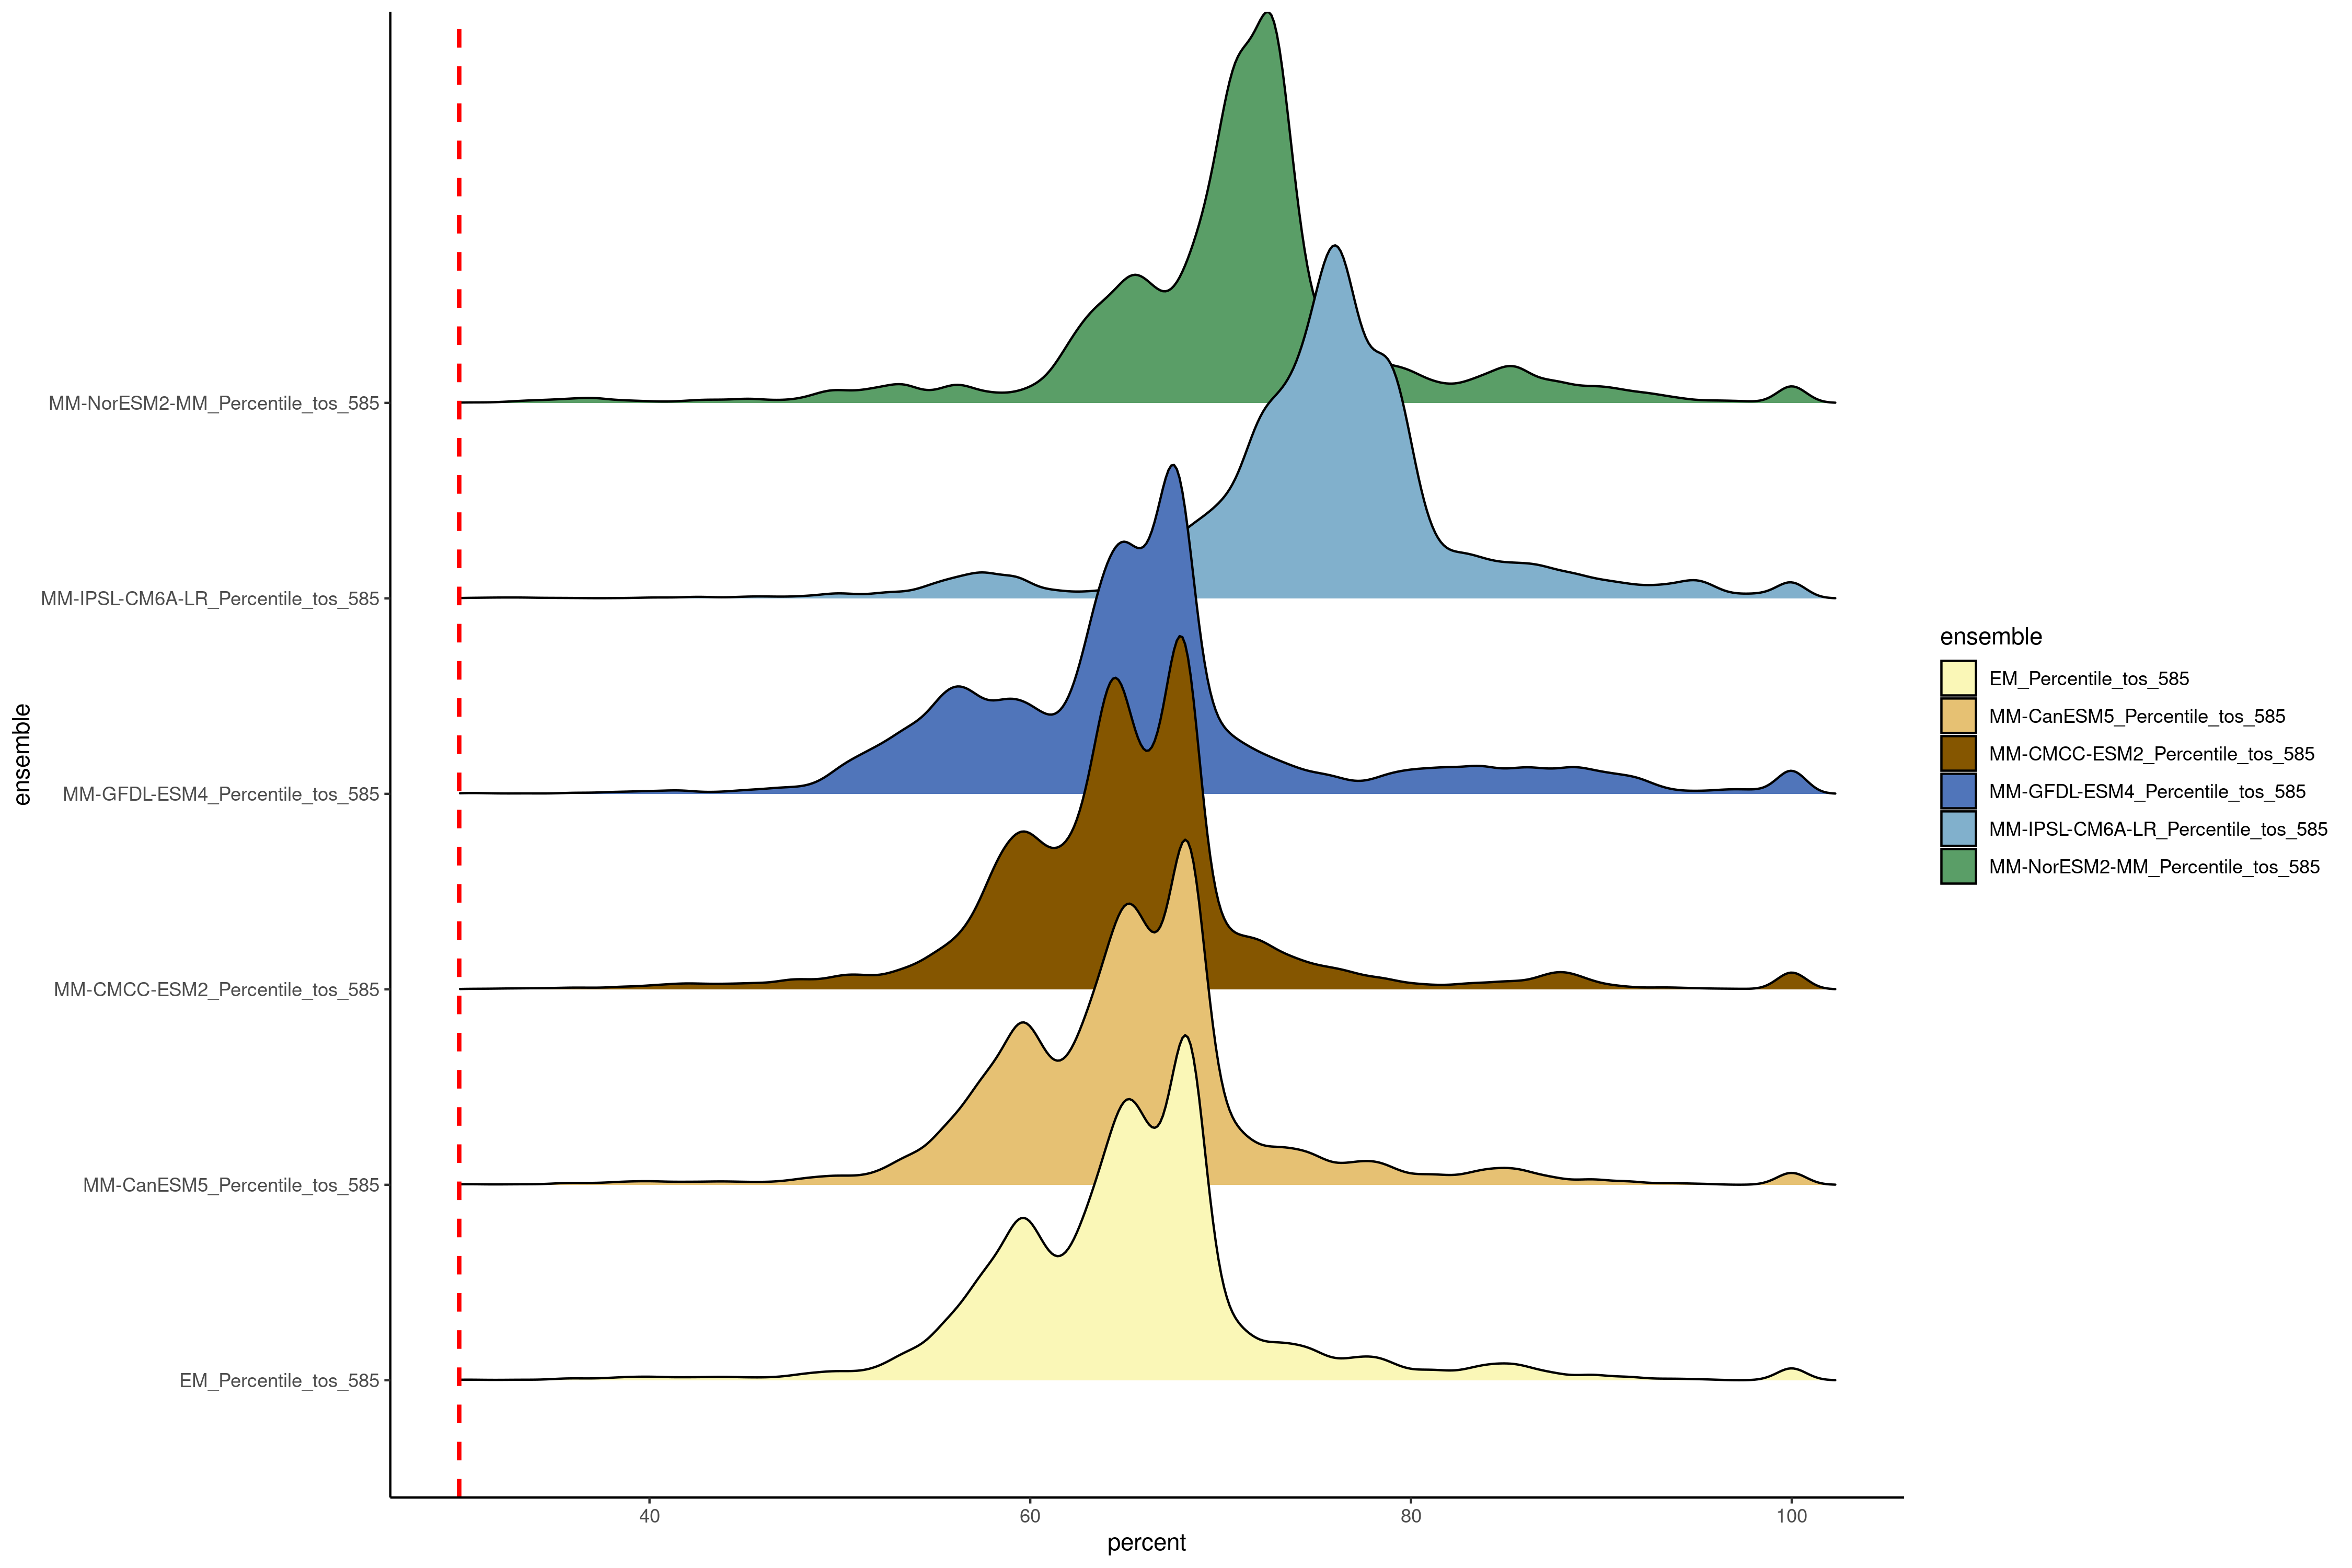 MM-NorESM2-MM_Percentile_tos_585
MM-IPSL-CM6A-LR_Percentile_tos_585
MM-GFDL-ESM4_Percentile_tos_585
MM-CMCC-ESM2_Percentile_tos_585
MM-CanESM5_Percentile_tos_585
EM_Percentile_tos_585
ensemble
40
60
80
100
percent
ensemble
EM_Percentile_tos_585
MM-CanESM5_Percentile_tos_585
MM-CMCC-ESM2_Percentile_tos_585
MM-GFDL-ESM4_Percentile_tos_585
MM-IPSL-CM6A-LR_Percentile_tos_585
MM-NorESM2-MM_Percentile_tos_585